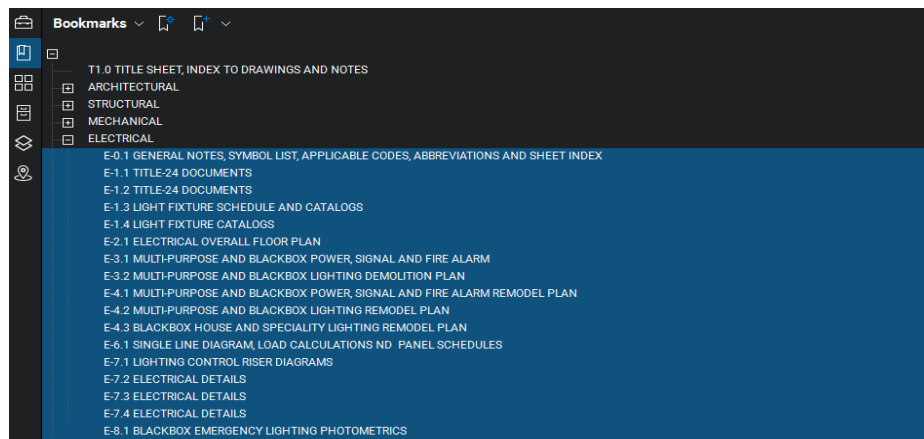 Bookmarks
T1.0 TITLE SHEET, INDEX TO DRAWINGS AND NOTES
ARCHITECTURAL
STRUCTURAL
MECHANICAL
ELECTRICAL
E-0.1 GENERAL NOTES, SYMBOL LIST, APPLICABLE CODES, ABBREVIATIONS AND SHEET INDEX
E-1.1 TITLE-24 DOCUMENTS
E-1.2 TITLE-24 DOCUMENTS
E-1.3 LIGHT FIXTURE SCHEDULE AND CATALOGS
E-1.4 LIGHT FIXTURE CATALOGS
E-2.1 ELECTRICAL OVERALL FLOOR PLAN
E-3.1 MULTI-PURPOSE AND BLACKBOX POWER, SIGNAL AND FIRE ALARM
E-3.2 MULTI-PURPOSE AND BLACKBOX LIGHTING DEMOLITION PLAN
E-4.1 MULTI-PURPOSE AND BLACKBOX POWER, SIGNAL AND FIRE ALARM REMODEL PLAN
E-4.2 MULTI-PURPOSE AND BLACKBOX LIGHTING REMODEL PLAN
E-4.3 BLACKBOX HOUSE AND SPECIALITY LIGHTING REMODEL PLAN
E-6.1 SINGLE LINE DIAGRAM, LOAD CALCULATIONS ND  PANEL SCHEDULES
E-7.1 LIGHTING CONTROL RISER DIAGRAMS
E-7.2 ELECTRICAL DETAILS
E-7.3 ELECTRICAL DETAILS
E-7.4 ELECTRICAL DETAILS
E-8.1 BLACKBOX EMERGENCY LIGHTING PHOTOMETRICS